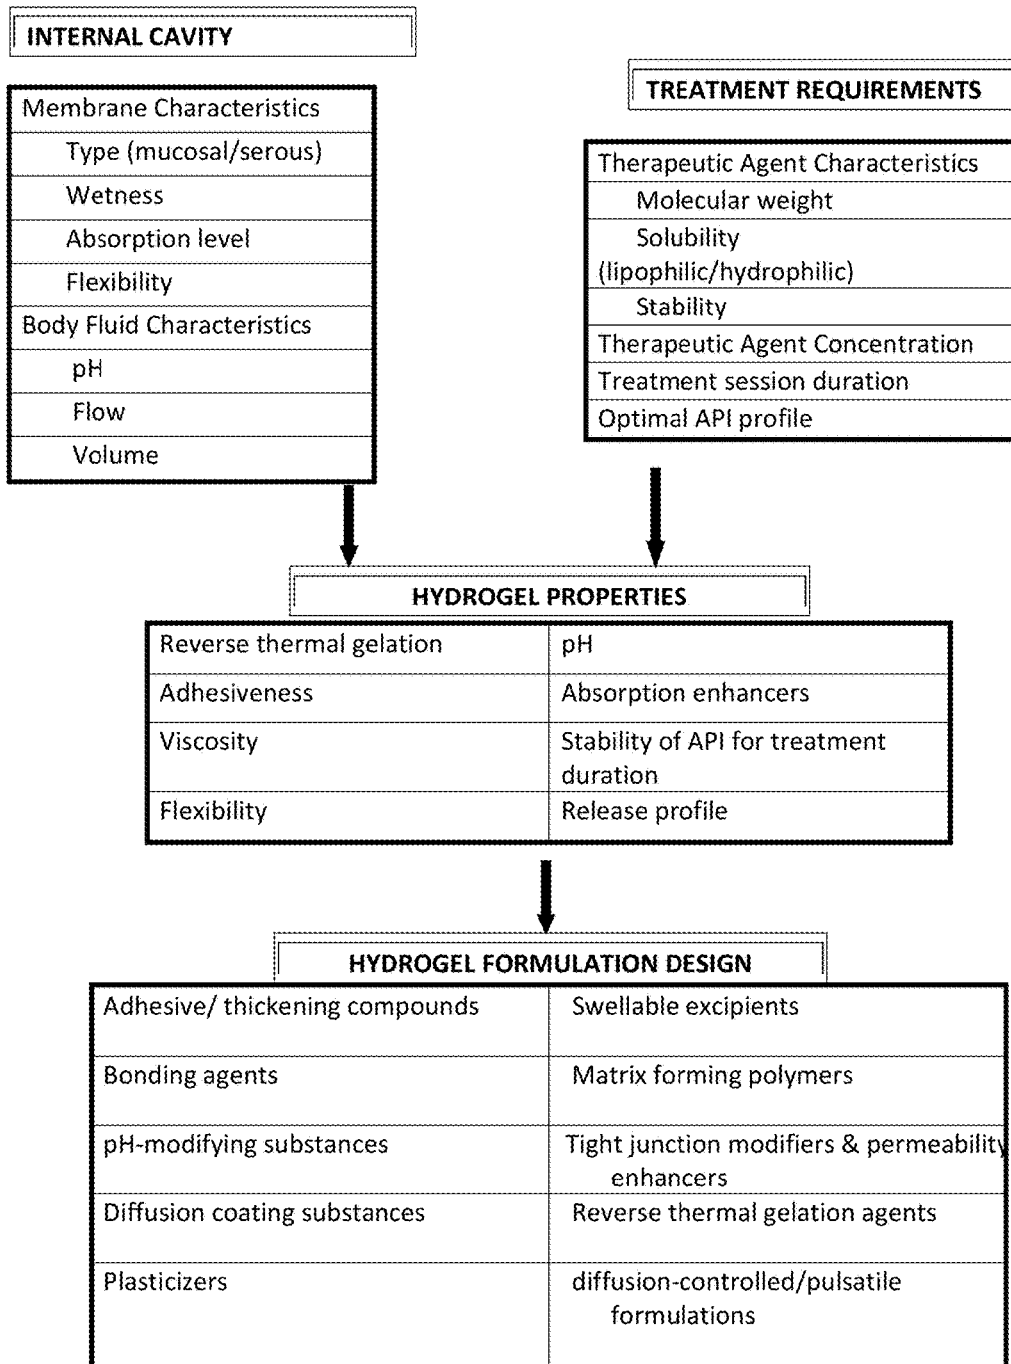 INTERNAL CAVITY
Membrane Characteristics
Type (mucosal/serous)
Wetness
Absorption level
Flexibility
Body Fluid Characteristics
pH
Flow
Volume
TREATMENT REQUIREMENTS
Therapeutic Agent Characteristics
Molecular weight
Solubility
(lipophilic/hydrophilic)
Stability
Therapeutic Agent Concentration
Treatment session duration
Optimal API profile
HYDROGEL PROPERTIES
Reverse thermal gelation
pH
Adhesiveness
Absorption enhancers
Viscosity
Stability of API for treatment
duration
Flexibility
Release profile
HYDROGEL FORMULATION DESIGN
Adhesive/ thickening compounds
Swellable excipients
Bonding agents
Matrix forming polymers
pH-modifying substances
Tight junction modifiers & permeability
enhancers
Diffusion coating substances
Reverse thermal gelation agents
Plasticizers
diffusion-controlled/pulsatile
formulations